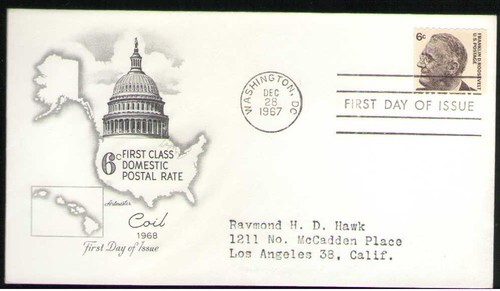 6c
FIRST CLASS
DOMESTIC
POSTAL RATE
Artmaster
Coil
1968
First Day of Issue
WASHINGTON, DC
DEC
28
1967
6c
FRANKLIN D. ROOSEVELT
U.S. POSTAGE
FIRST DAY OF ISSUE
Raymond H. D. Hawk
1211 No. McCadden Place
Los Angeles 38, Calif.